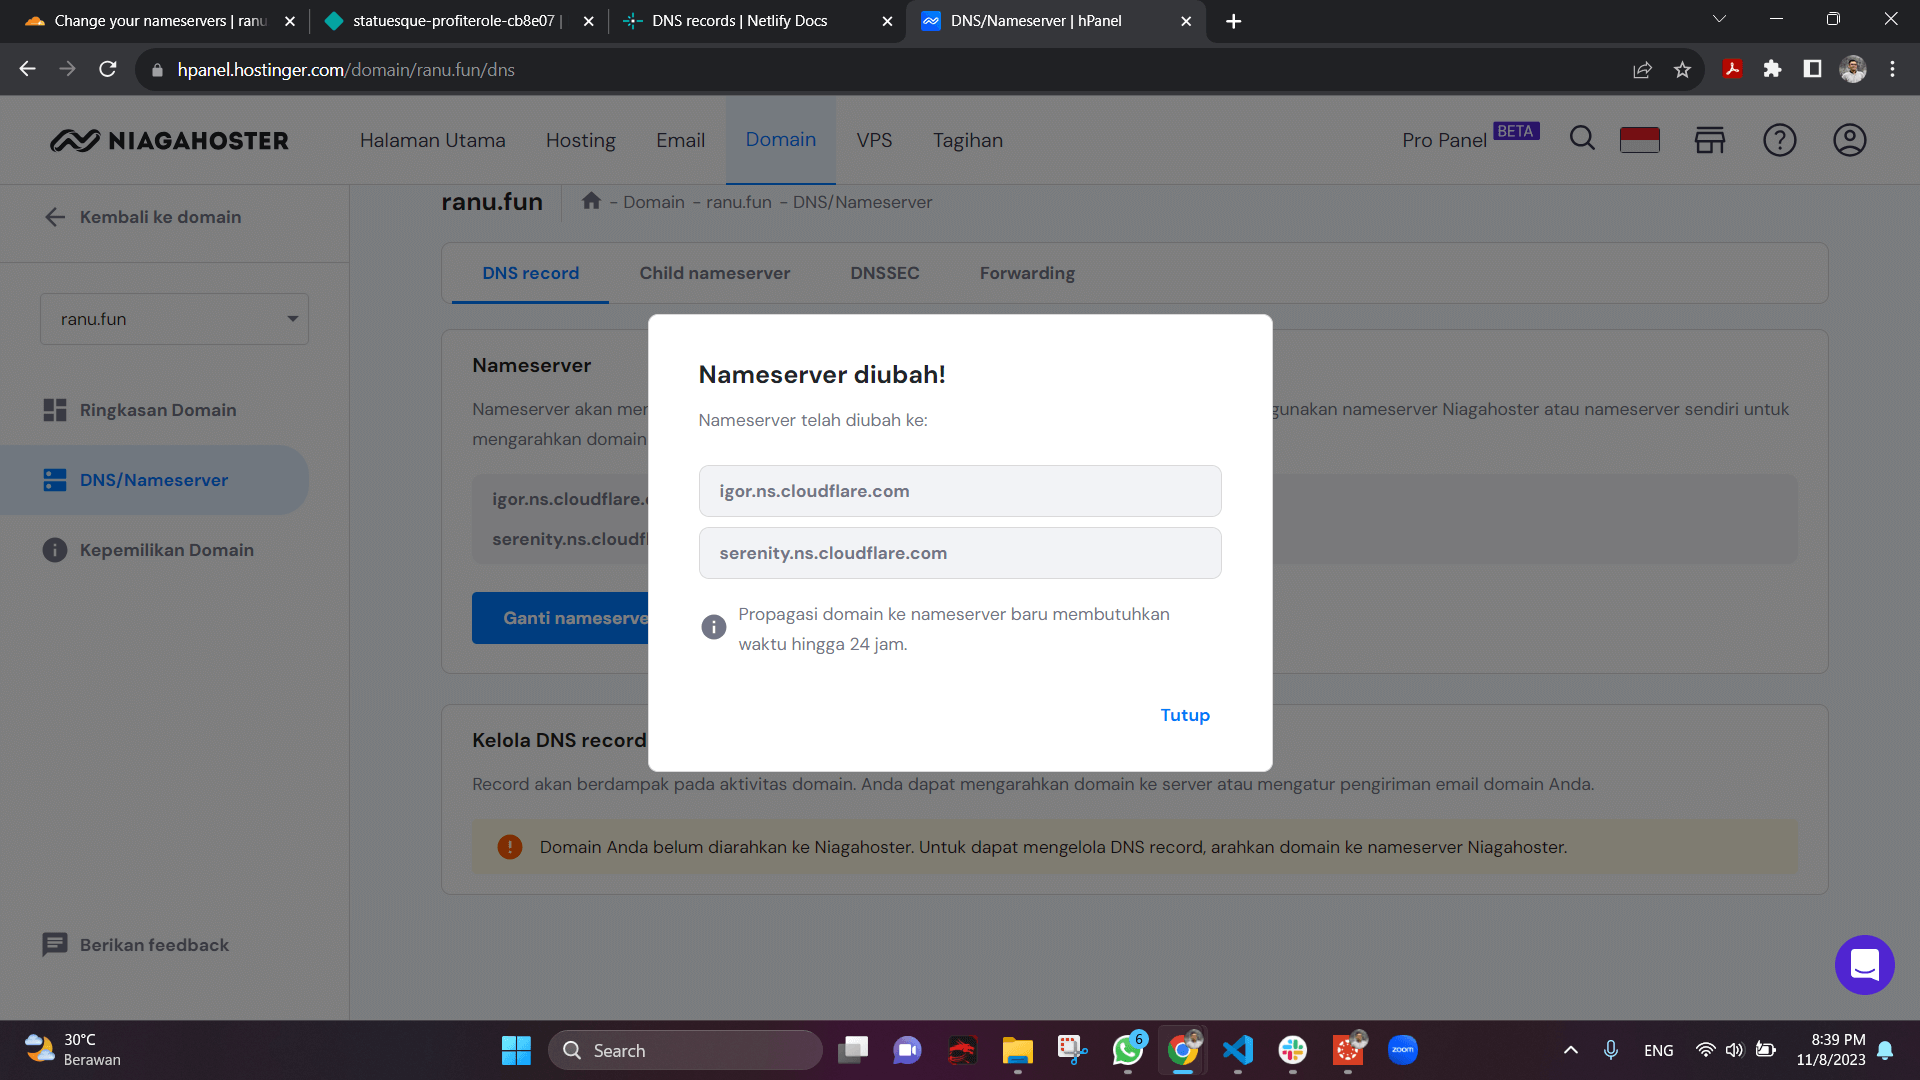 Change your nameservers | ranu
statuesque-profiterole-cb8e07 |
DNS records | Netlify Docs
DNS/Nameserver | hPanel
hpanel.hostinger.com/domain/ranu.fun/dns
NIAGAHOSTER
Halaman Utama
Hosting
Email
Domain
VPS
Tagihan
Pro Panel BETA
Kembali ke domain
ranu.fun
Ringkasan Domain
DNS/Nameserver
Kepemilikan Domain
Berikan feedback
ranu.fun
- Domain - ranu.fun - DNS/Nameserver
DNS record
Child nameserver
DNSSEC
Forwarding
Nameserver
Nameserver akan mer
gunakan nameserver Niagahoster atau nameserver sendiri untuk
mengarahkan domain
igor.ns.cloudflare.
serenity.ns.cloudf
Ganti nameserve
Nameserver diubah!
Nameserver telah diubah ke:
igor.ns.cloudflare.com
serenity.ns.cloudflare.com
Propagasi domain ke nameserver baru membutuhkan
waktu hingga 24 jam.
Tutup
Kelola DNS record
Record akan berdampak pada aktivitas domain. Anda dapat mengarahkan domain ke server atau mengatur pengiriman email domain Anda.
Domain Anda belum diarahkan ke Niagahoster. Untuk dapat mengelola DNS record, arahkan domain ke nameserver Niagahoster.
30°C
Berawan
Search
6
zoom
ENG
8:39 PM
11/8/2023